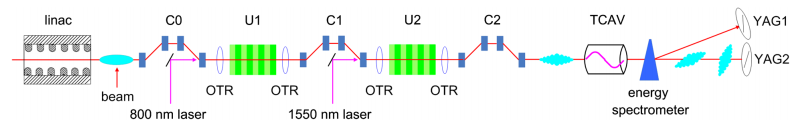 linac
C0
U1
C1
U2
C2
TCAV
YAG1
YAG2
beam
OTR
OTR
OTR
OTR
800 nm laser
1550 nm laser
energy
spectrometer